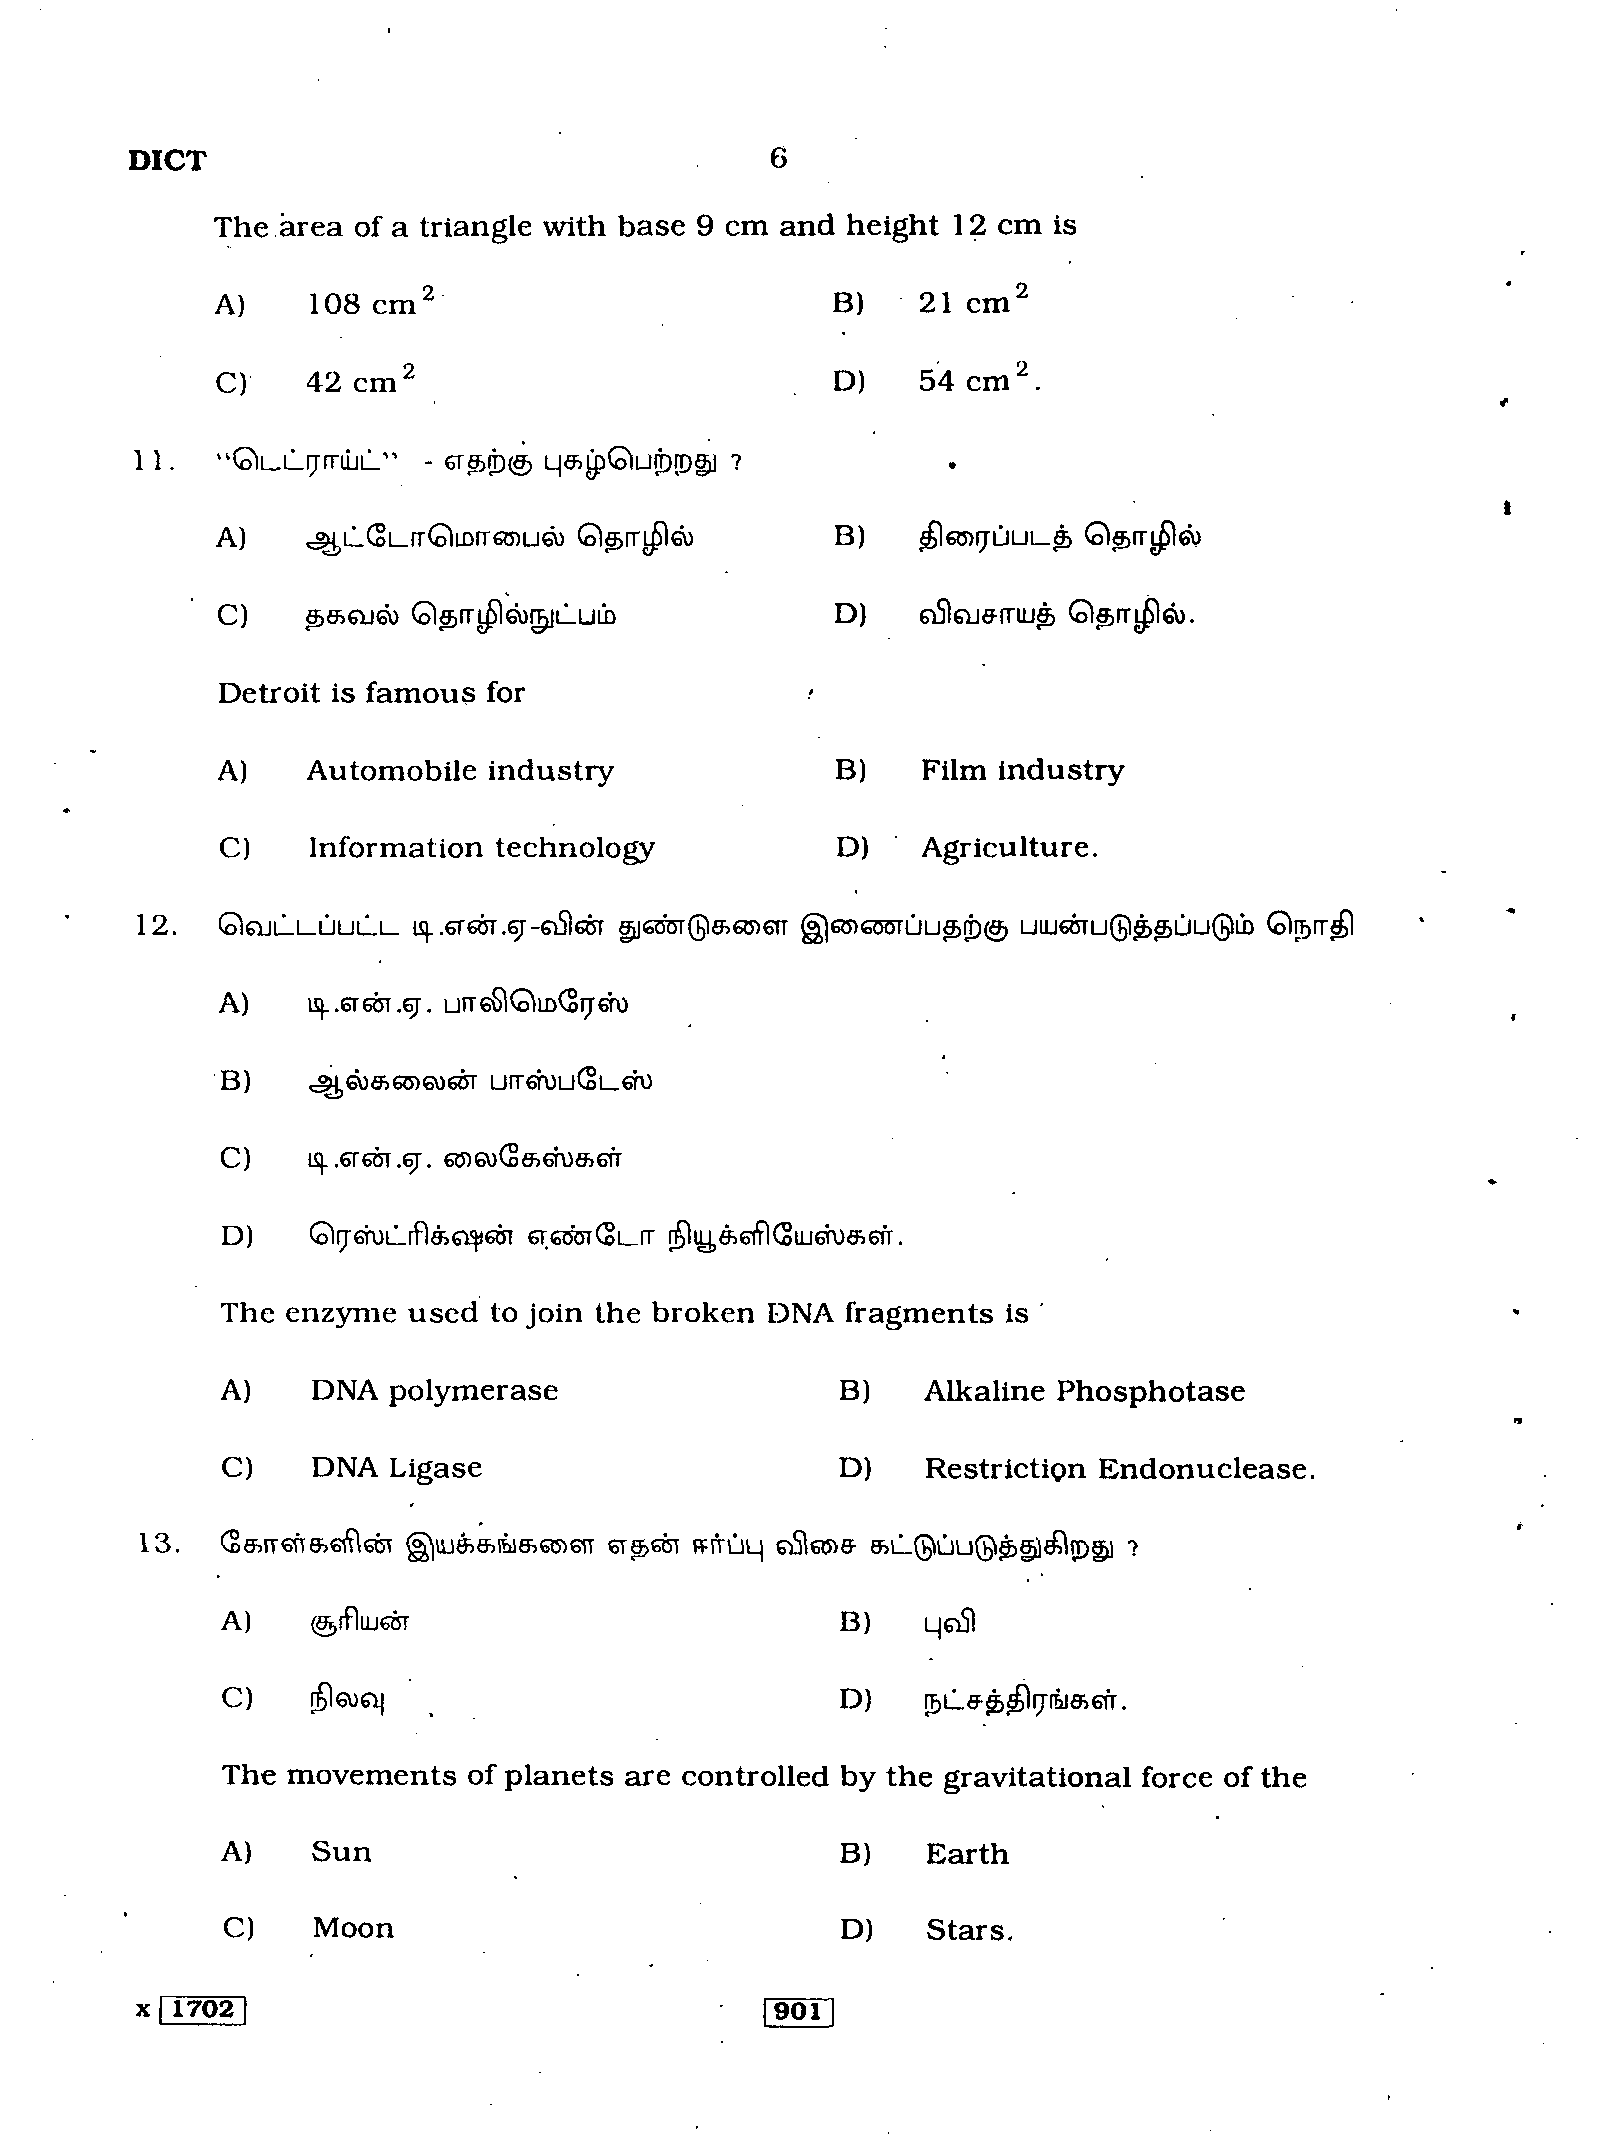 DICT 6
The area of a triangle with base 9 cm and height 12 cm is
A) 108 cm² B) 21 cm²
C) 42 cm² D) 54 cm².
11. “டெட்ராய்ட்” - எதற்கு புகழ்பெற்றது ?
A) ஆட்டோமொபைல் தொழில் B) திரைப்படத் தொழில்
C) தகவல் தொழில்நுட்பம் D) விவசாயத் தொழில்.
Detroit is famous for
A) Automobile industry B) Film industry
C) Information technology D) Agriculture.
12. வெட்டப்பட்ட டி.என்.ஏ-வின் துண்டுகளை இணைப்பதற்கு பயன்படுத்தப்படும் நொதி
A) டி.என்.ஏ. பாலிமெரேஸ்
B) ஆல்கலைன் பாஸ்படேஸ்
C) டி.என்.ஏ. லைகேஸ்கள்
D) ரெஸ்ட்ரிக்ஷன் எண்டோ நியூக்ளியேஸ்கள்.
The enzyme used to join the broken DNA fragments is
A) DNA polymerase B) Alkaline Phosphotase
C) DNA Ligase D) Restriction Endonuclease.
13. கோள்களின் இயக்கங்களை எதன் ஈர்ப்பு விசை கட்டுப்படுத்துகிறது ?
A) சூரியன் B) புவி
C) நிலவு D) நட்சத்திரங்கள்.
The movements of planets are controlled by the gravitational force of the
A) Sun B) Earth
C) Moon D) Stars.
x 1702 901